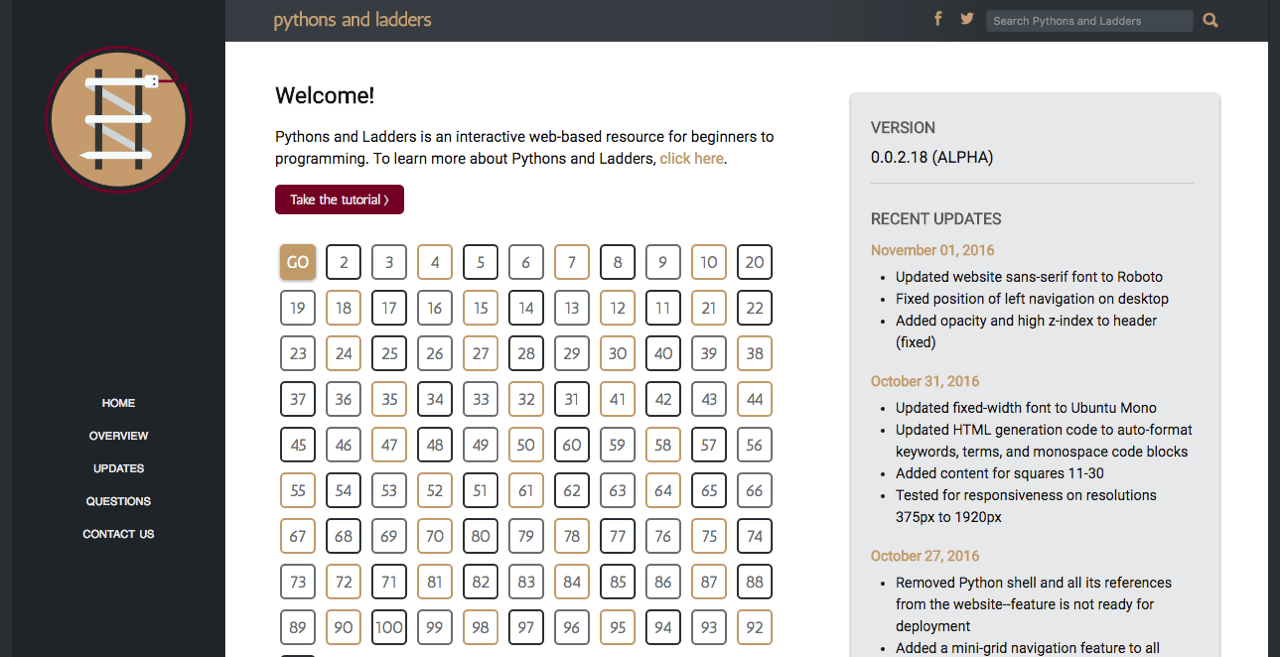 pythons and ladders
Search Pythons and Ladders
HOME
OVERVIEW
UPDATES
QUESTIONS
CONTACT US
Welcome!
Pythons and Ladders is an interactive web-based resource for beginners to
programming. To learn more about Pythons and Ladders, click here.
Take the tutorial ⟩
GO 2 3 4 5 6 7 8 9 10 20
19 18 17 16 15 14 13 12 11 21 22
23 24 25 26 27 28 29 30 40 39 38
37 36 35 34 33 32 31 41 42 43 44
45 46 47 48 49 50 60 59 58 57 56
55 54 53 52 51 61 62 63 64 65 66
67 68 69 70 80 79 78 77 76 75 74
73 72 71 81 82 83 84 85 86 87 88
89 90 100 99 98 97 96 95 94 93 92
VERSION
0.0.2.18 (ALPHA)
RECENT UPDATES
November 01, 2016
• Updated website sans-serif font to Roboto
• Fixed position of left navigation on desktop
• Added opacity and high z-index to header
(fixed)
October 31, 2016
• Updated fixed-width font to Ubuntu Mono
• Updated HTML generation code to auto-format
keywords, terms, and monospace code blocks
• Added content for squares 11-30
• Tested for responsiveness on resolutions
375px to 1920px
October 27, 2016
• Removed Python shell and all its references
from the website--feature is not ready for
deployment
• Added a mini-grid navigation feature to all